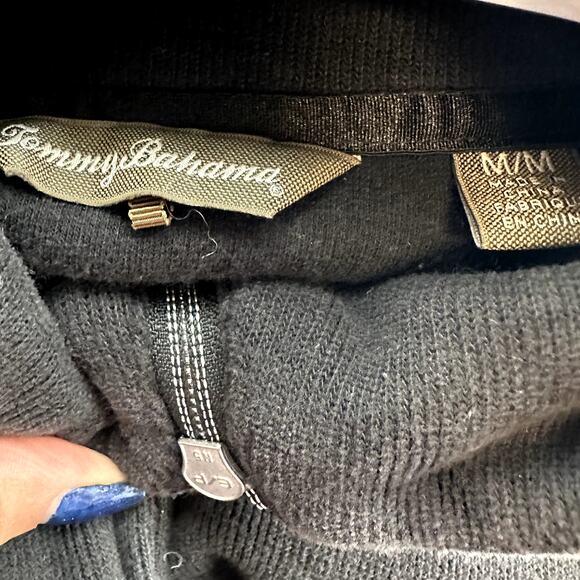 Tommy Bahama®
M/M
MADE IN
CHINA
FABRIQUÉ
EN CHINE